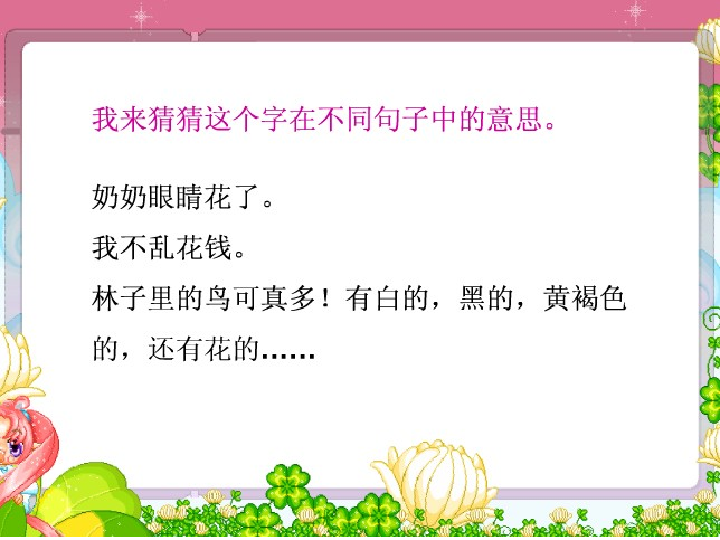 我来猜猜这个字在不同句子中的意思。
奶奶眼睛花了。
我不乱花钱。
林子里的鸟可真多！有白的，黑的，黄褐色
的，还有花的……